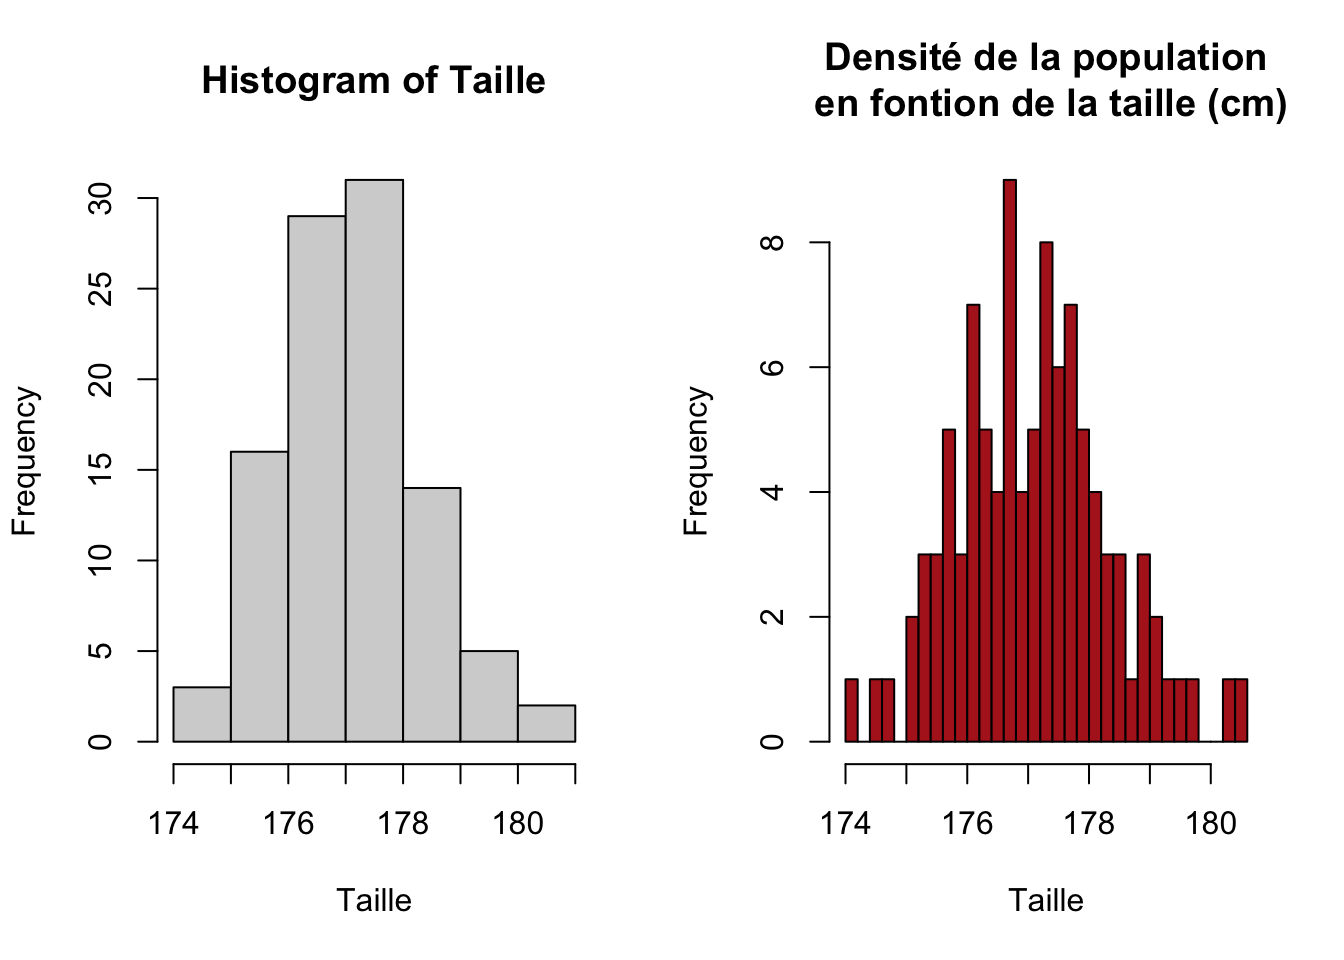 Histogram of Taille
Frequency
0
5
10
15
20
25
30
174
176
178
180
Taille
Densité de la population
en fontion de la taille (cm)
Frequency
0
2
4
6
8
174
176
178
180
Taille